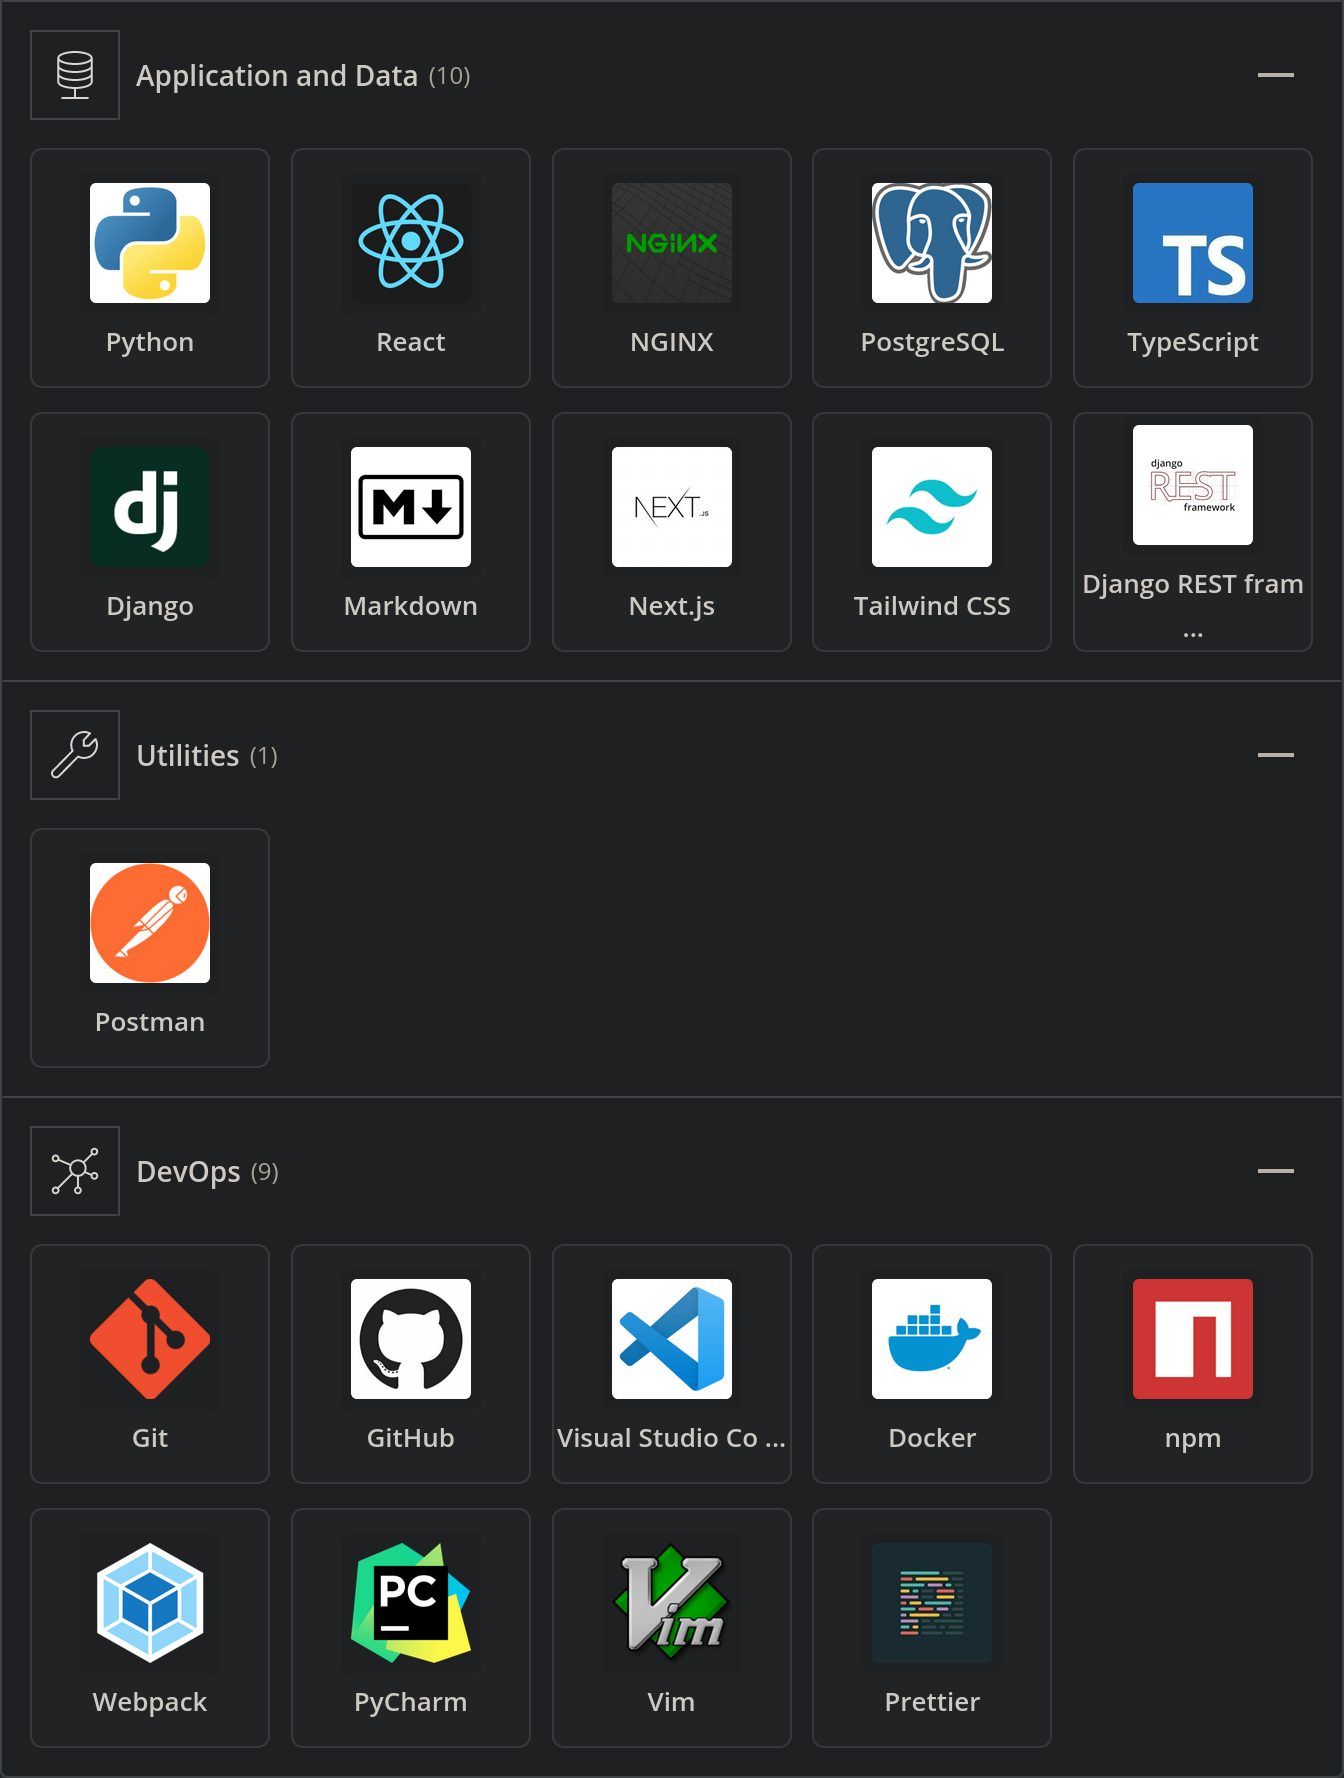 Application and Data (10)
NGINX
TS
Python
React
NGINX
PostgreSQL
TypeScript
dj
M
NEXT.JS
django
REST
framework
Django
Markdown
Next.js
Tailwind CSS
Django REST fram
...
Utilities (1)
Postman
DevOps (9)
Git
GitHub
Visual Studio Co ...
Docker
npm
PC
Vim
Webpack
PyCharm
Vim
Prettier